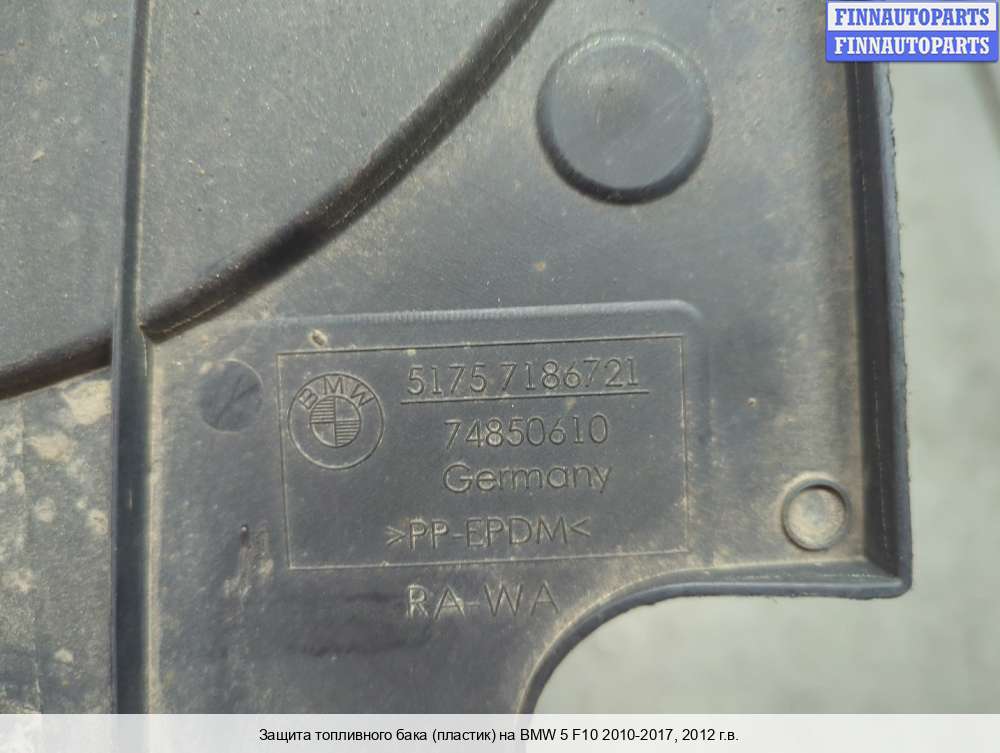 FINNAUTOPARTS
FINNAUTOPARTS
BMW
5175 7186721
74850610
Germany
>PP-EPDM<
RA-WA
Защита топливного бака (пластик) на BMW 5 F10 2010-2017, 2012 г.в.